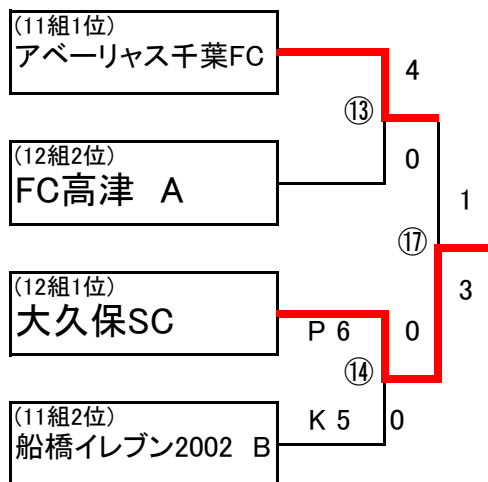 (11組1位)
アベーリャス千葉FC
4
⑬
(12組2位)
FC高津 A
0
1
⑰
(12組1位)
大久保SC
3
P 6
0
⑭
(11組2位)
船橋イレブン2002 B
K 5
0